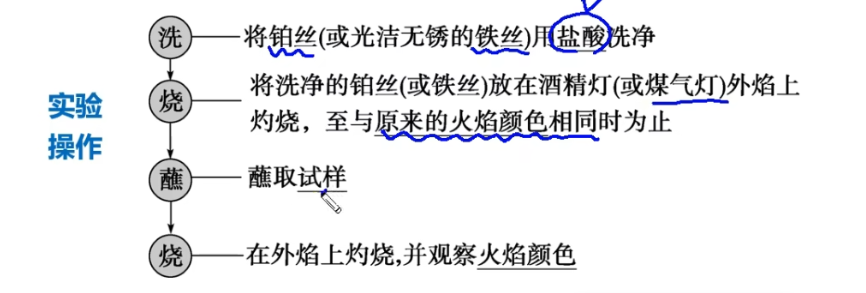 洗 将铂丝(或光洁无锈的铁丝)用盐酸洗净
将洗净的铂丝(或铁丝)放在酒精灯(或煤气灯)外焰上
烧
实验
灼烧，至与原来的火焰颜色相同时为止
操作
蘸 蘸取试样
烧 在外焰上灼烧,并观察火焰颜色